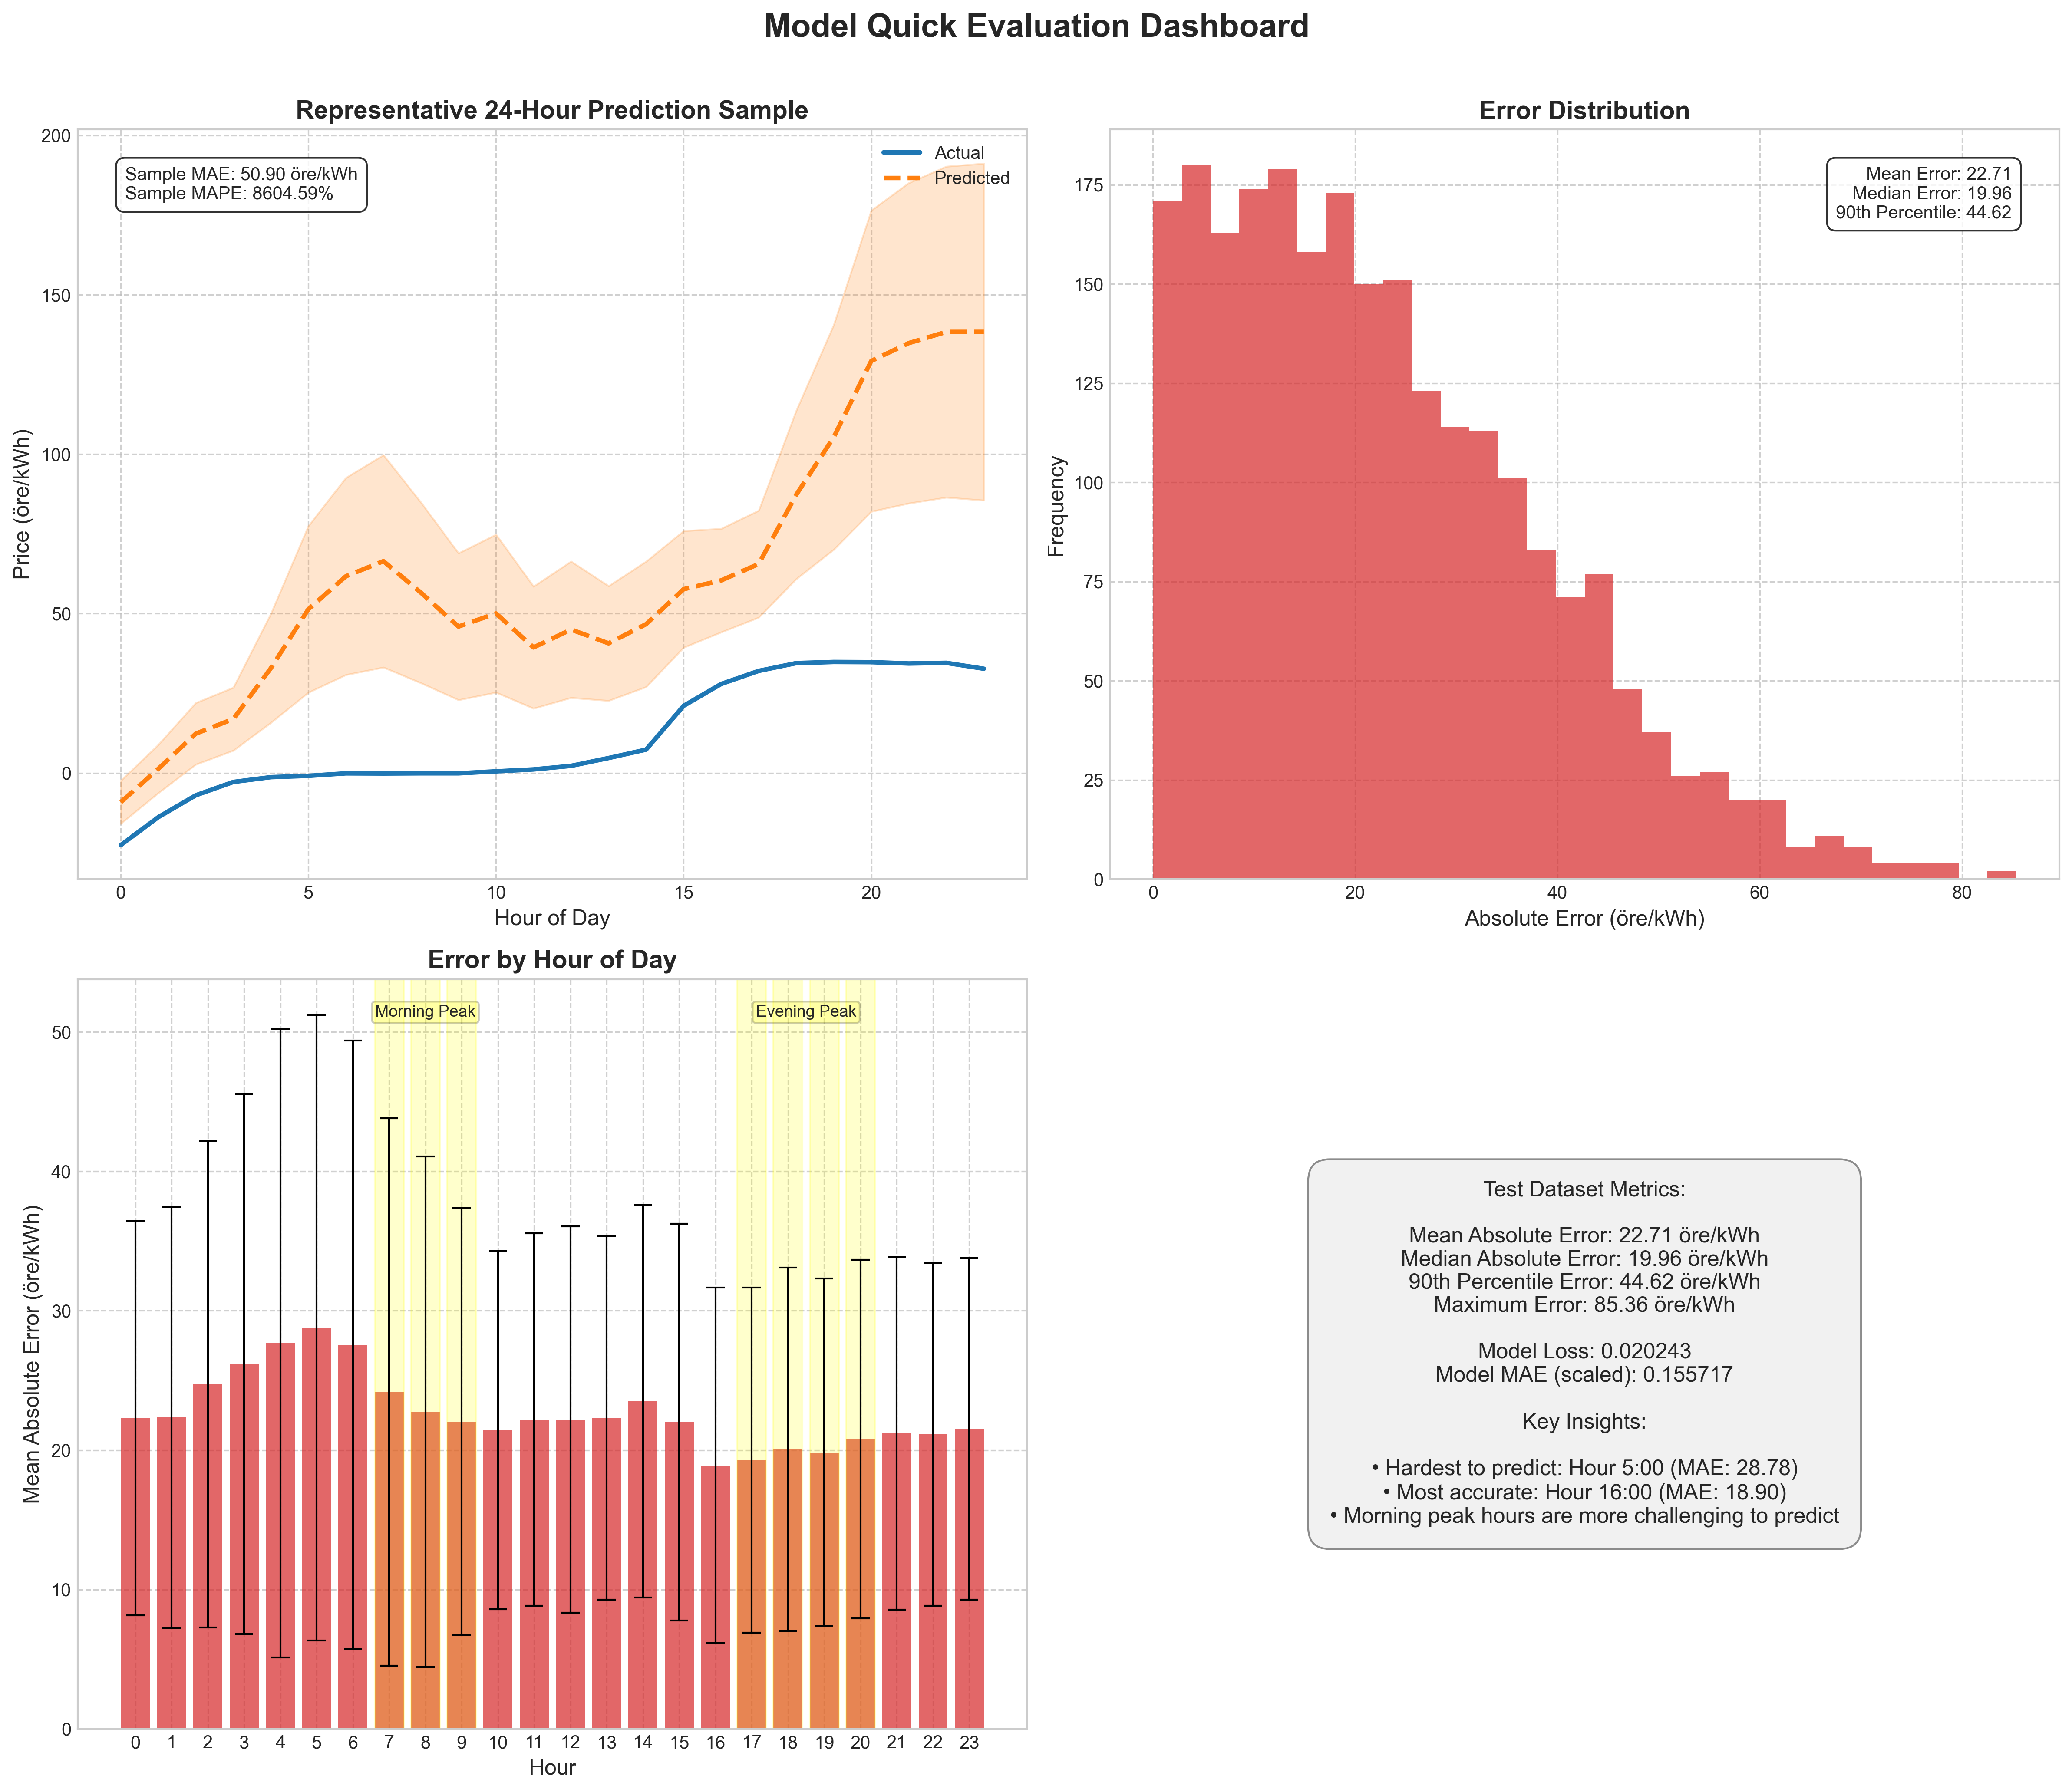 Model Quick Evaluation Dashboard
Representative 24-Hour Prediction Sample
200
150
100
50
0
Price (öre/kWh)
Sample MAE: 50.90 öre/kWh
Sample MAPE: 8604.59%
Actual
Predicted
0 5 10 15 20
Hour of Day
Error Distribution
175
150
125
100
75
50
25
0
Frequency
Mean Error: 22.71
Median Error: 19.96
90th Percentile: 44.62
0 20 40 60 80
Absolute Error (öre/kWh)
Error by Hour of Day
Morning Peak
Evening Peak
50
40
30
20
10
0
Mean Absolute Error (öre/kWh)
0 1 2 3 4 5 6 7 8 9 10 11 12 13 14 15 16 17 18 19 20 21 22 23
Hour
Test Dataset Metrics:
Mean Absolute Error: 22.71 öre/kWh
Median Absolute Error: 19.96 öre/kWh
90th Percentile Error: 44.62 öre/kWh
Maximum Error: 85.36 öre/kWh
Model Loss: 0.020243
Model MAE (scaled): 0.155717
Key Insights:
• Hardest to predict: Hour 5:00 (MAE: 28.78)
• Most accurate: Hour 16:00 (MAE: 18.90)
• Morning peak hours are more challenging to predict